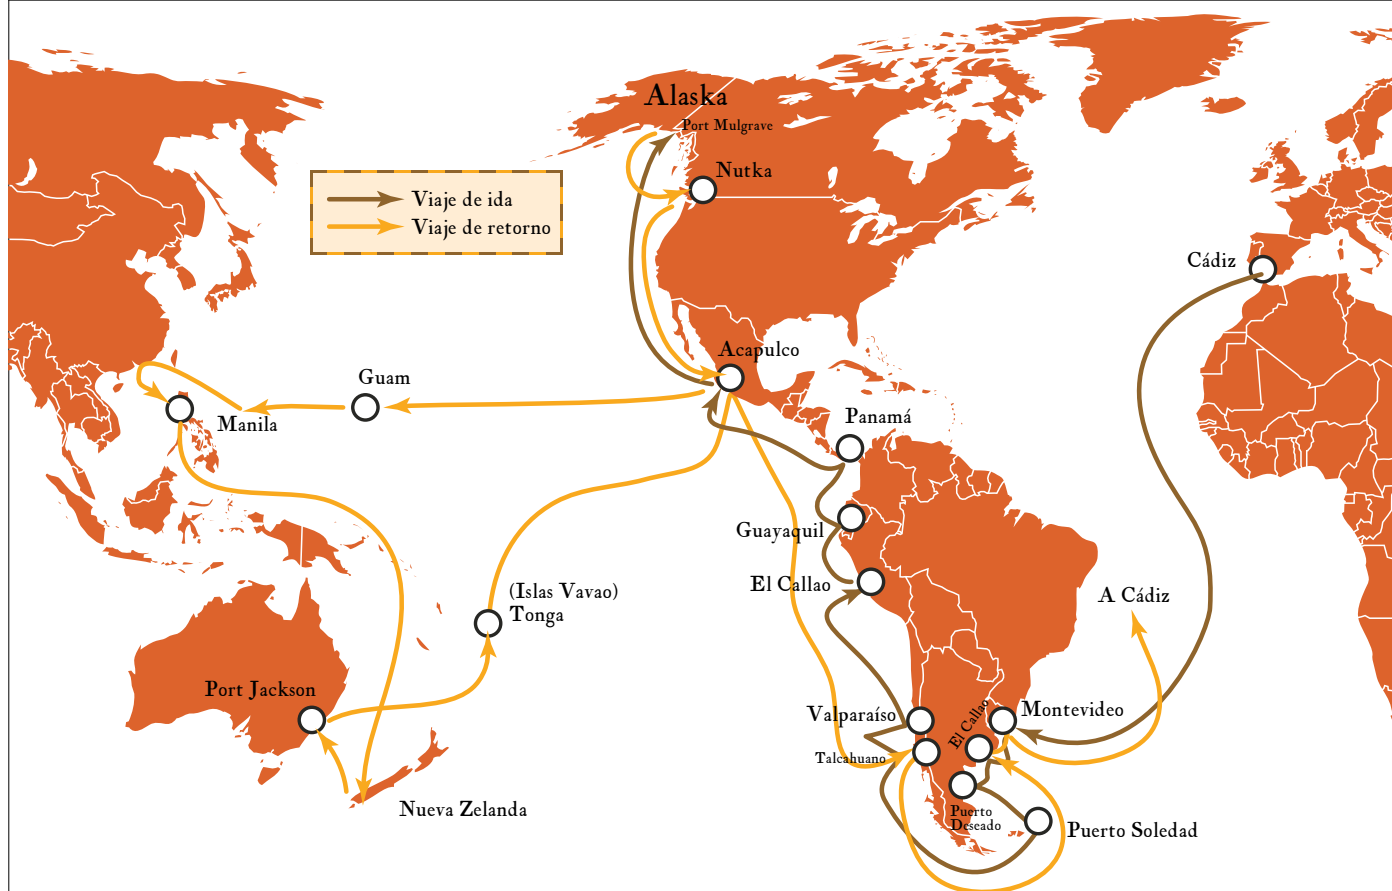 Alaska
Port Mulgrave
Nutka
Viaje de ida
Viaje de retorno
Cádiz
Acapulco
Guam
Manila
Panamá
Guayaquil
El Callao
(Islas Vavao)
Tonga
A Cádiz
Port Jackson
Valparaíso
El Callao
Montevideo
Talcahuano
Nueva Zelanda
Puerto
Deseado
Puerto Soledad